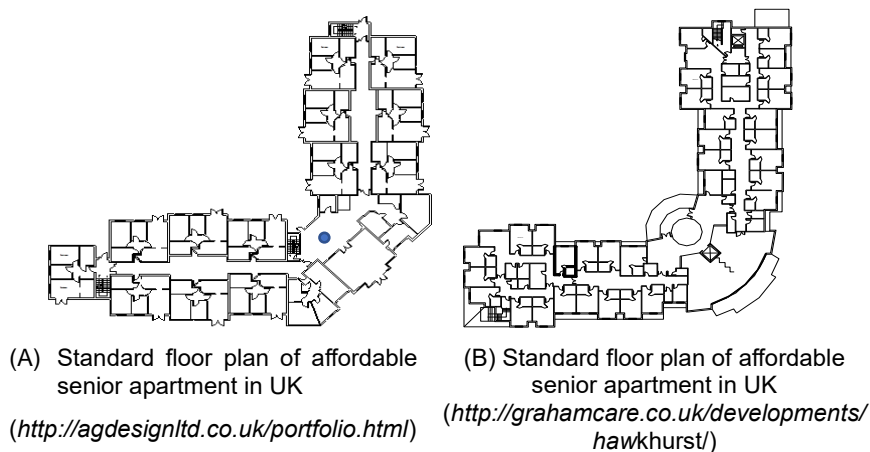 (A) Standard floor plan of affordable
senior apartment in UK
(http://agdesignltd.co.uk/portfolio.html)
(B) Standard floor plan of affordable
senior apartment in UK
(http://grahamcare.co.uk/developments/
hawkhurst/)